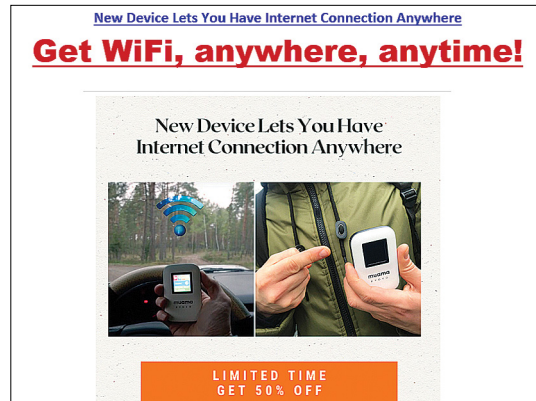 New Device Lets You Have Internet Connection Anywhere
Get WiFi, anywhere, anytime!
New Device Lets You Have
Internet Connection Anywhere
muama
muama
LIMITED TIME
GET 50% OFF